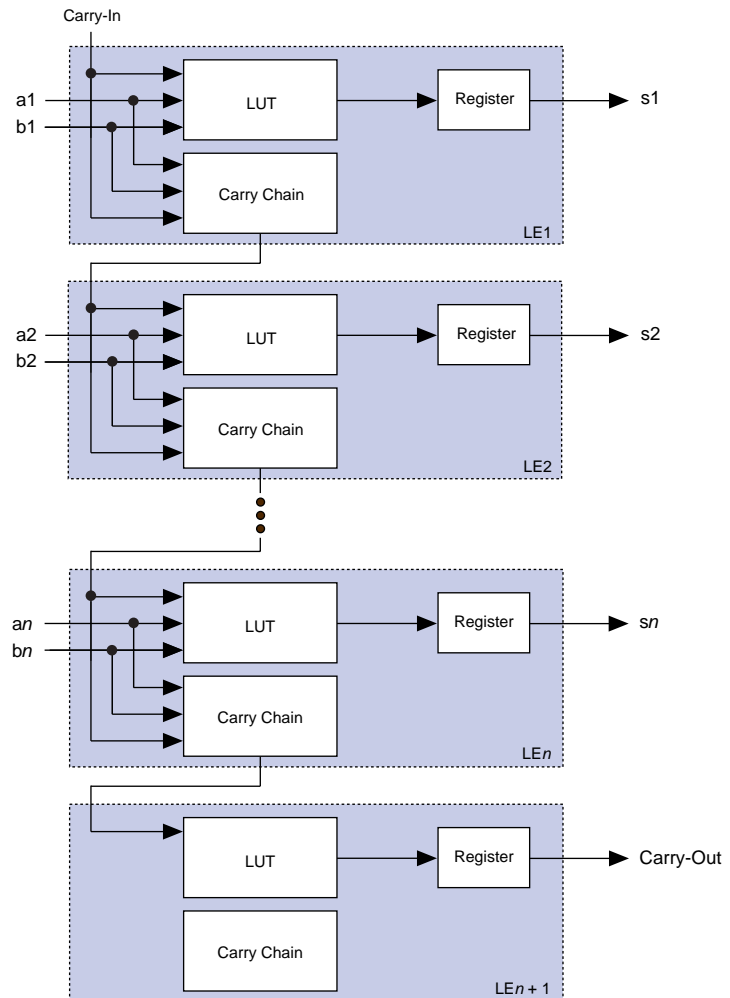 Carry-In
a1
b1
LUT
Register
s1
Carry Chain
LE1
a2
b2
LUT
Register
s2
Carry Chain
LE2
an
bn
LUT
Register
sn
Carry Chain
LEn
LUT
Register
Carry-Out
Carry Chain
LEn + 1